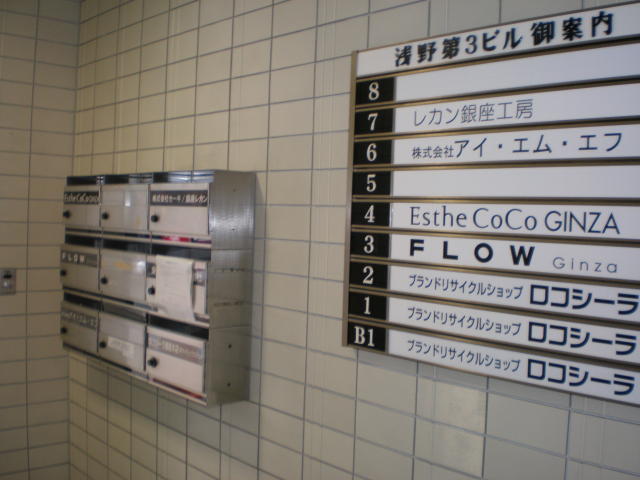 浅野第3ビル 御案内
8
7 レカン銀座工房
6 株式会社アイ・エム・エフ
5
4 Esthe CoCo GINZA
3 FLOW Ginza
2 ブランドリサイクルショップ ロコシーラ
1 ブランドリサイクルショップ ロコシーラ
B1 ブランドリサイクルショップ ロコシーラ
Esthe CoCo GINZA
FLOW